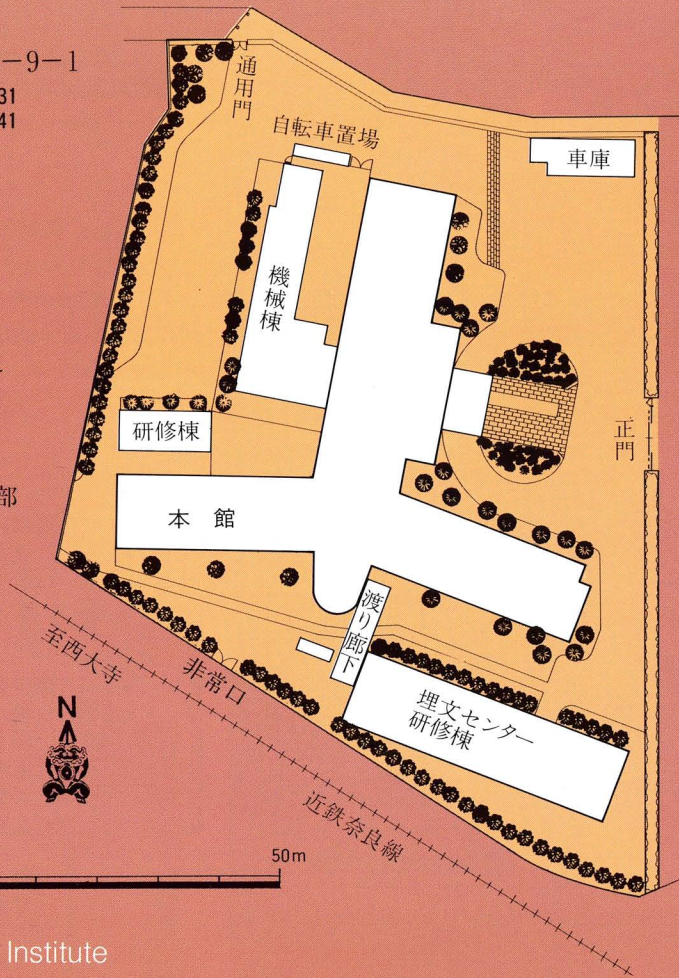 -9-1
31
41
通用門
自転車置場
車庫
機械棟
正門
研修棟
部
本館
渡り廊下
至西大寺
非常口
埋文センター
研修棟
N
近鉄奈良線
50m
Institute